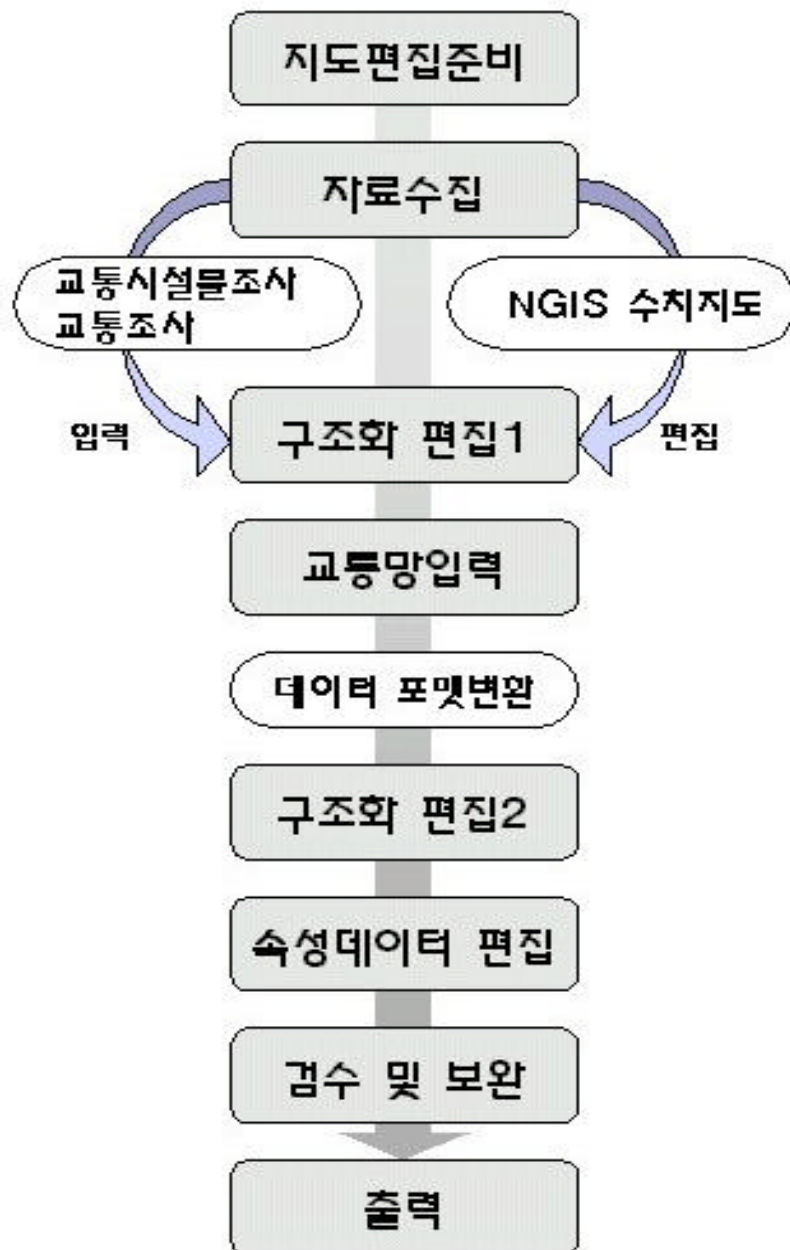 지도편집준비
자료수집
교통시설물조사
교통조사
NGIS 수치지도
입력
구조화 편집1
편집
교통망입력
데이터 포맷변환
구조화 편집2
속성데이터 편집
검수 및 보완
출력